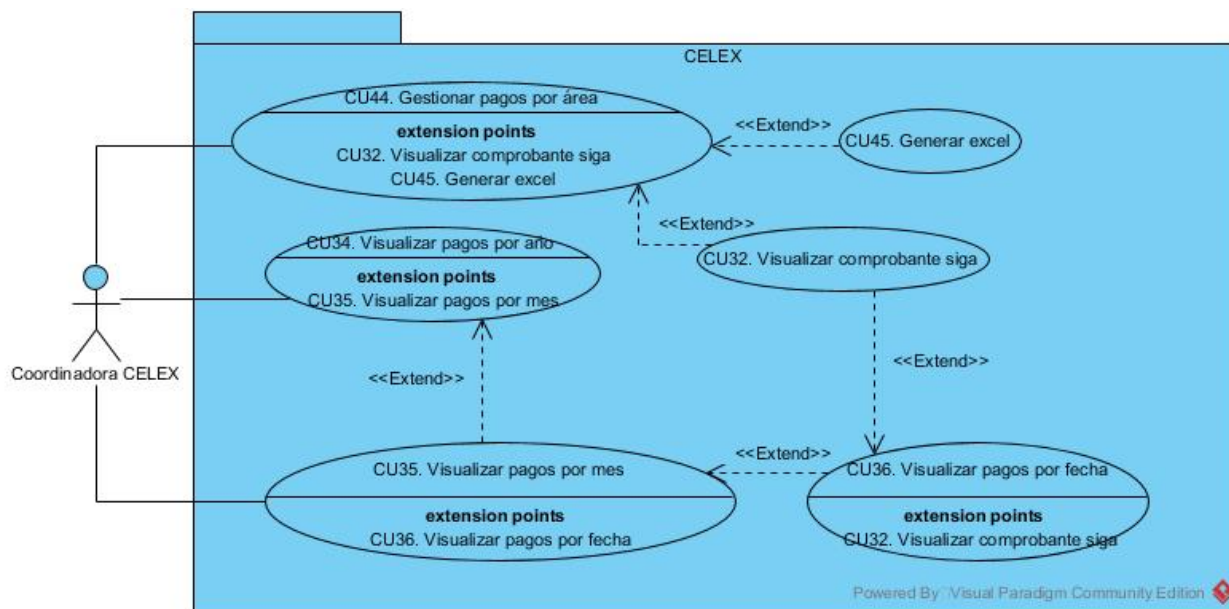 CELEX
CU44. Gestionar pagos por área
extension points
CU32. Visualizar comprobante siga
CU45. Generar excel
<<Extend>>
CU45. Generar excel
<<Extend>>
CU32. Visualizar comprobante siga
CU34. Visualizar pagos por año
extension points
CU35. Visualizar pagos por mes
Coordinadora CELEX
<<Extend>>
<<Extend>>
CU35. Visualizar pagos por mes
extension points
CU36. Visualizar pagos por fecha
<<Extend>>
CU36. Visualizar pagos por fecha
extension points
CU32. Visualizar comprobante siga
Powered By Visual Paradigm Community Edition